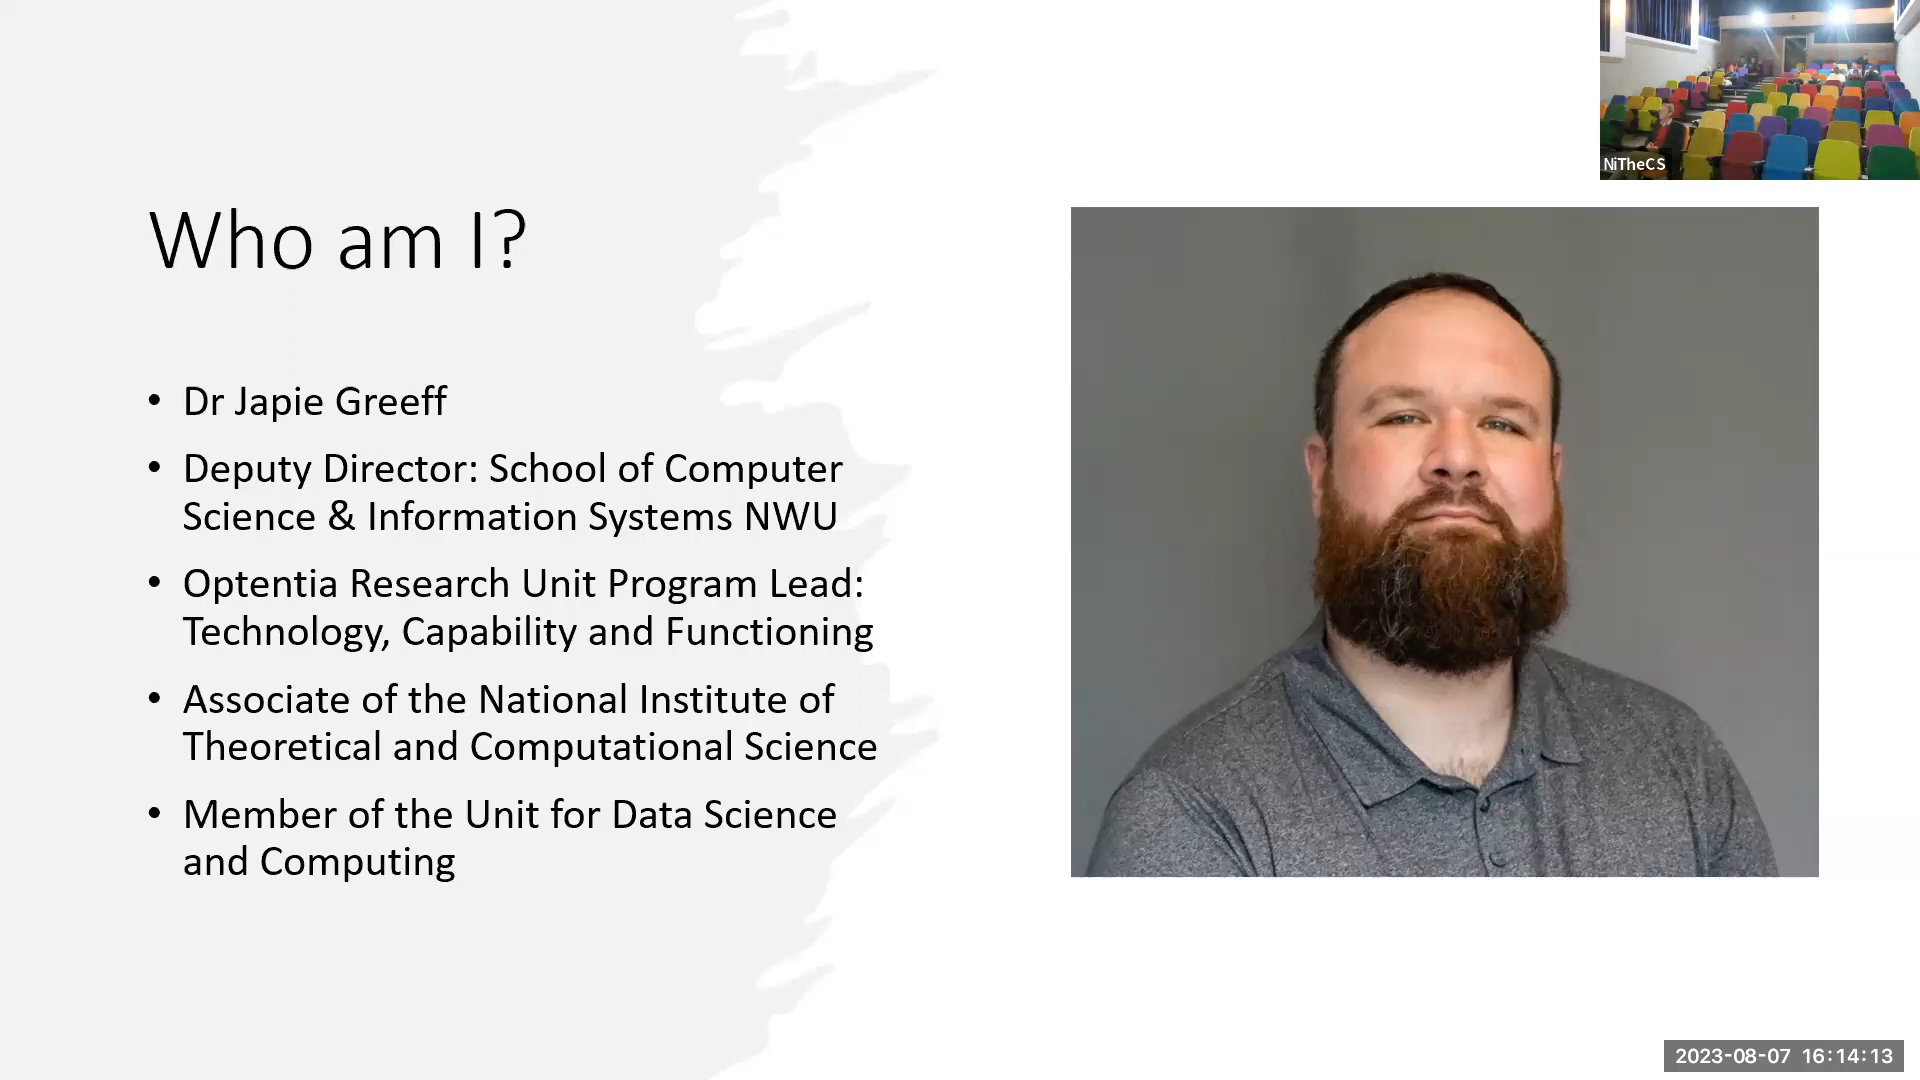 NiTheCS
Who am I?
• Dr Japie Greeff
• Deputy Director: School of Computer
Science & Information Systems NWU
• Optentia Research Unit Program Lead:
Technology, Capability and Functioning
• Associate of the National Institute of
Theoretical and Computational Science
• Member of the Unit for Data Science
and Computing
2023-08-07 16:14:13